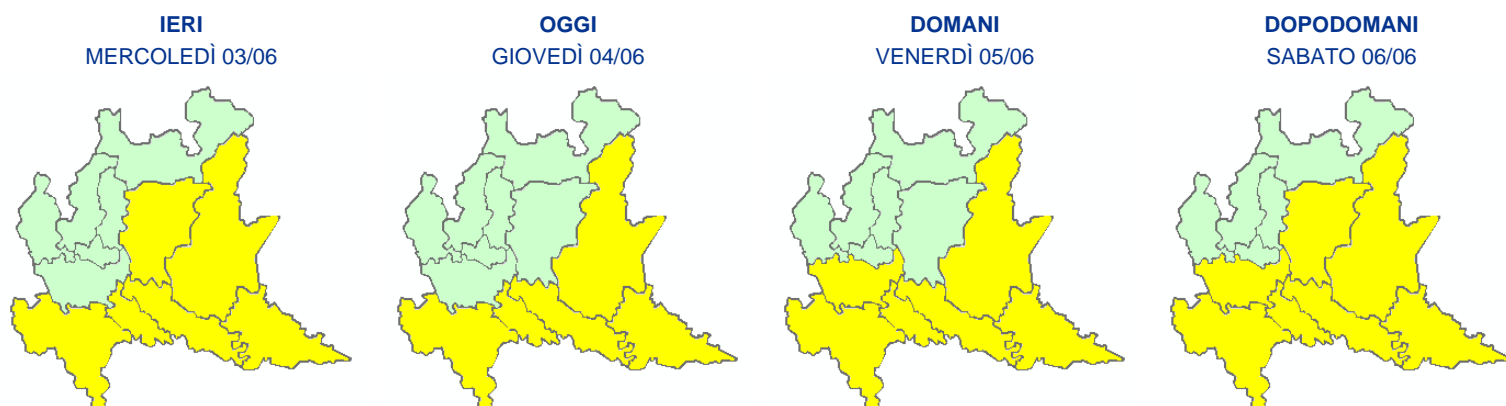 IERI
MERCOLEDÌ 03/06
OGGI
GIOVEDÌ 04/06
DOMANI
VENERDÌ 05/06
DOPODOMANI
SABATO 06/06